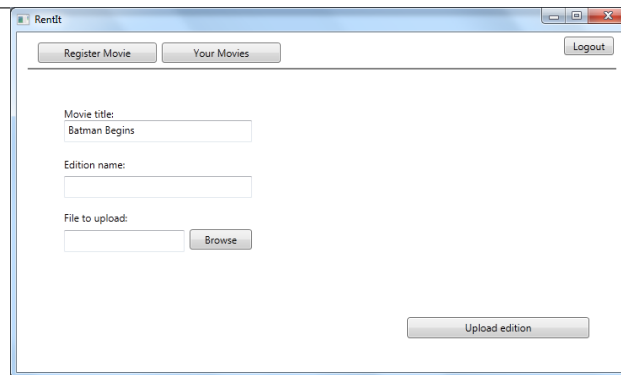 RentIt
Register Movie Your Movies Logout
Movie title:
Batman Begins
Edition name:
File to upload:
Browse
Upload edition